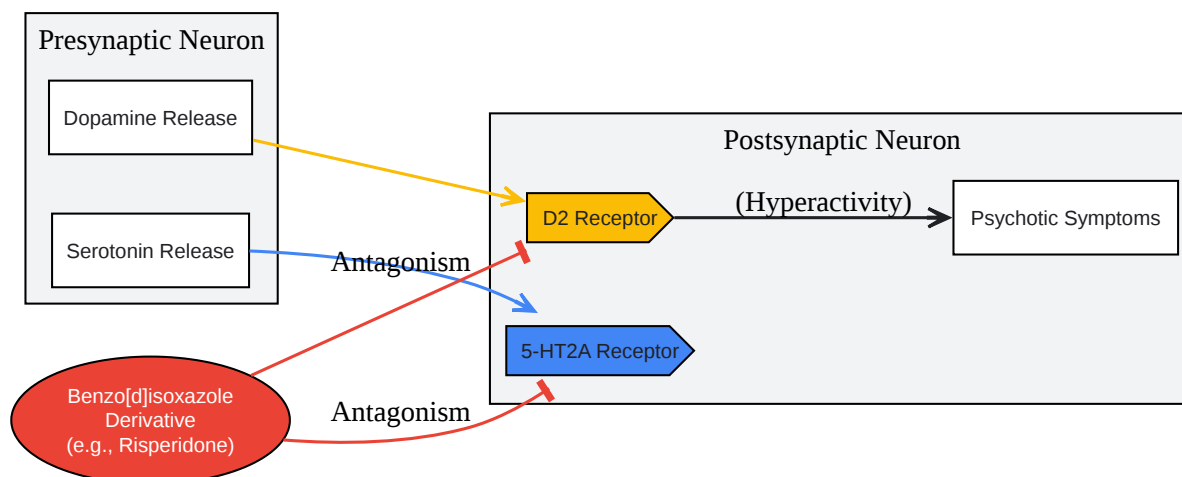 Presynaptic Neuron
Dopamine Release
Serotonin Release
Postsynaptic Neuron
D2 Receptor
(Hyperactivity)
Psychotic Symptoms
Antagonism
5-HT2A Receptor
Benzo[d]isoxazole
Derivative
(e.g., Risperidone)
Antagonism